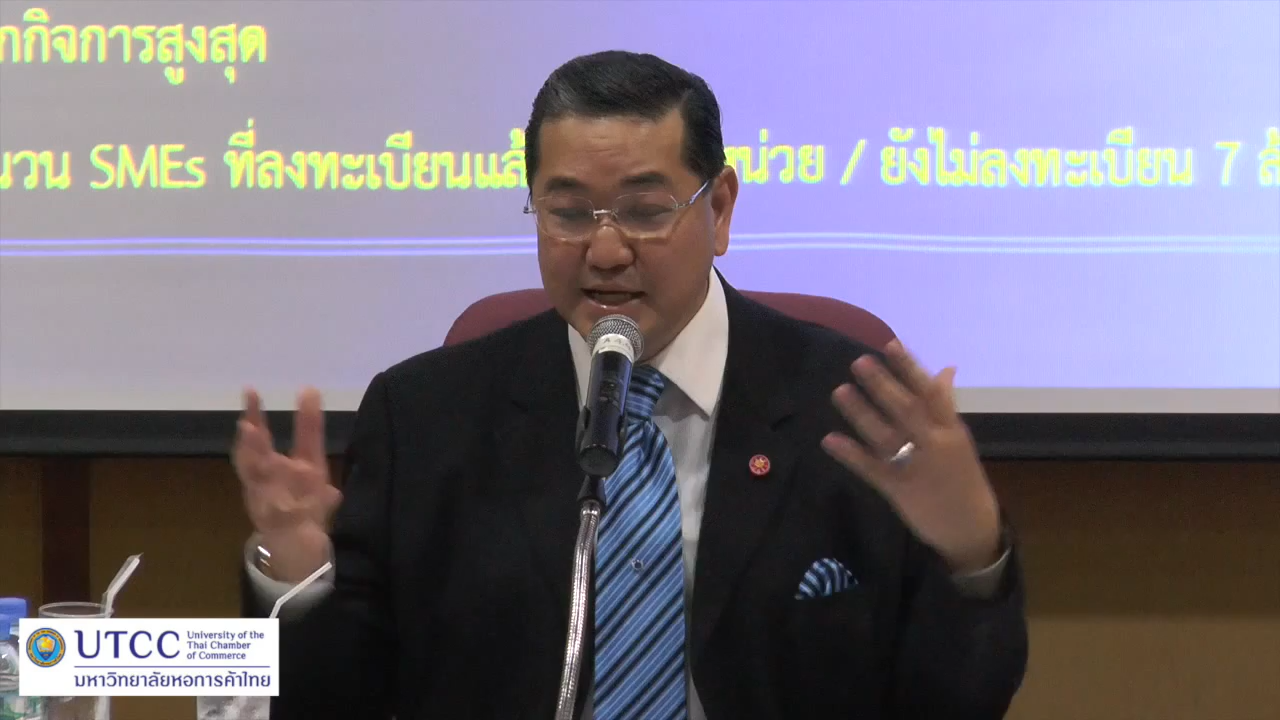 กกิจการสูงสุด
นวน SMEs ที่ลงทะเบียนแล้ว หน่วย / ยังไม่ลงทะเบียน 7 ล้
UTCC
University of the
Thai Chamber
of Commerce
มหาวิทยาลัยหอการค้าไทย